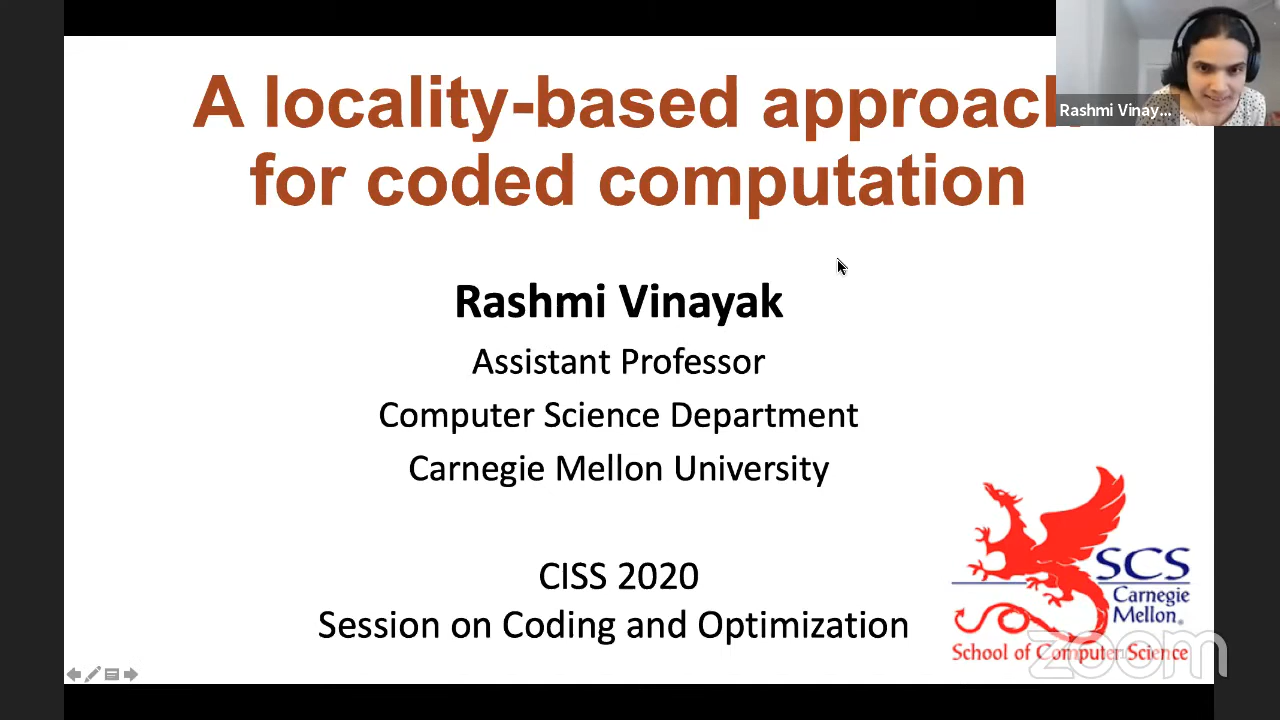 A locality-based approach
for coded computation
Rashmi Vinay...
Rashmi Vinayak
Assistant Professor
Computer Science Department
Carnegie Mellon University
CISS 2020
Session on Coding and Optimization
SCS
Carnegie
Mellon®
School of Computer Science
zoom